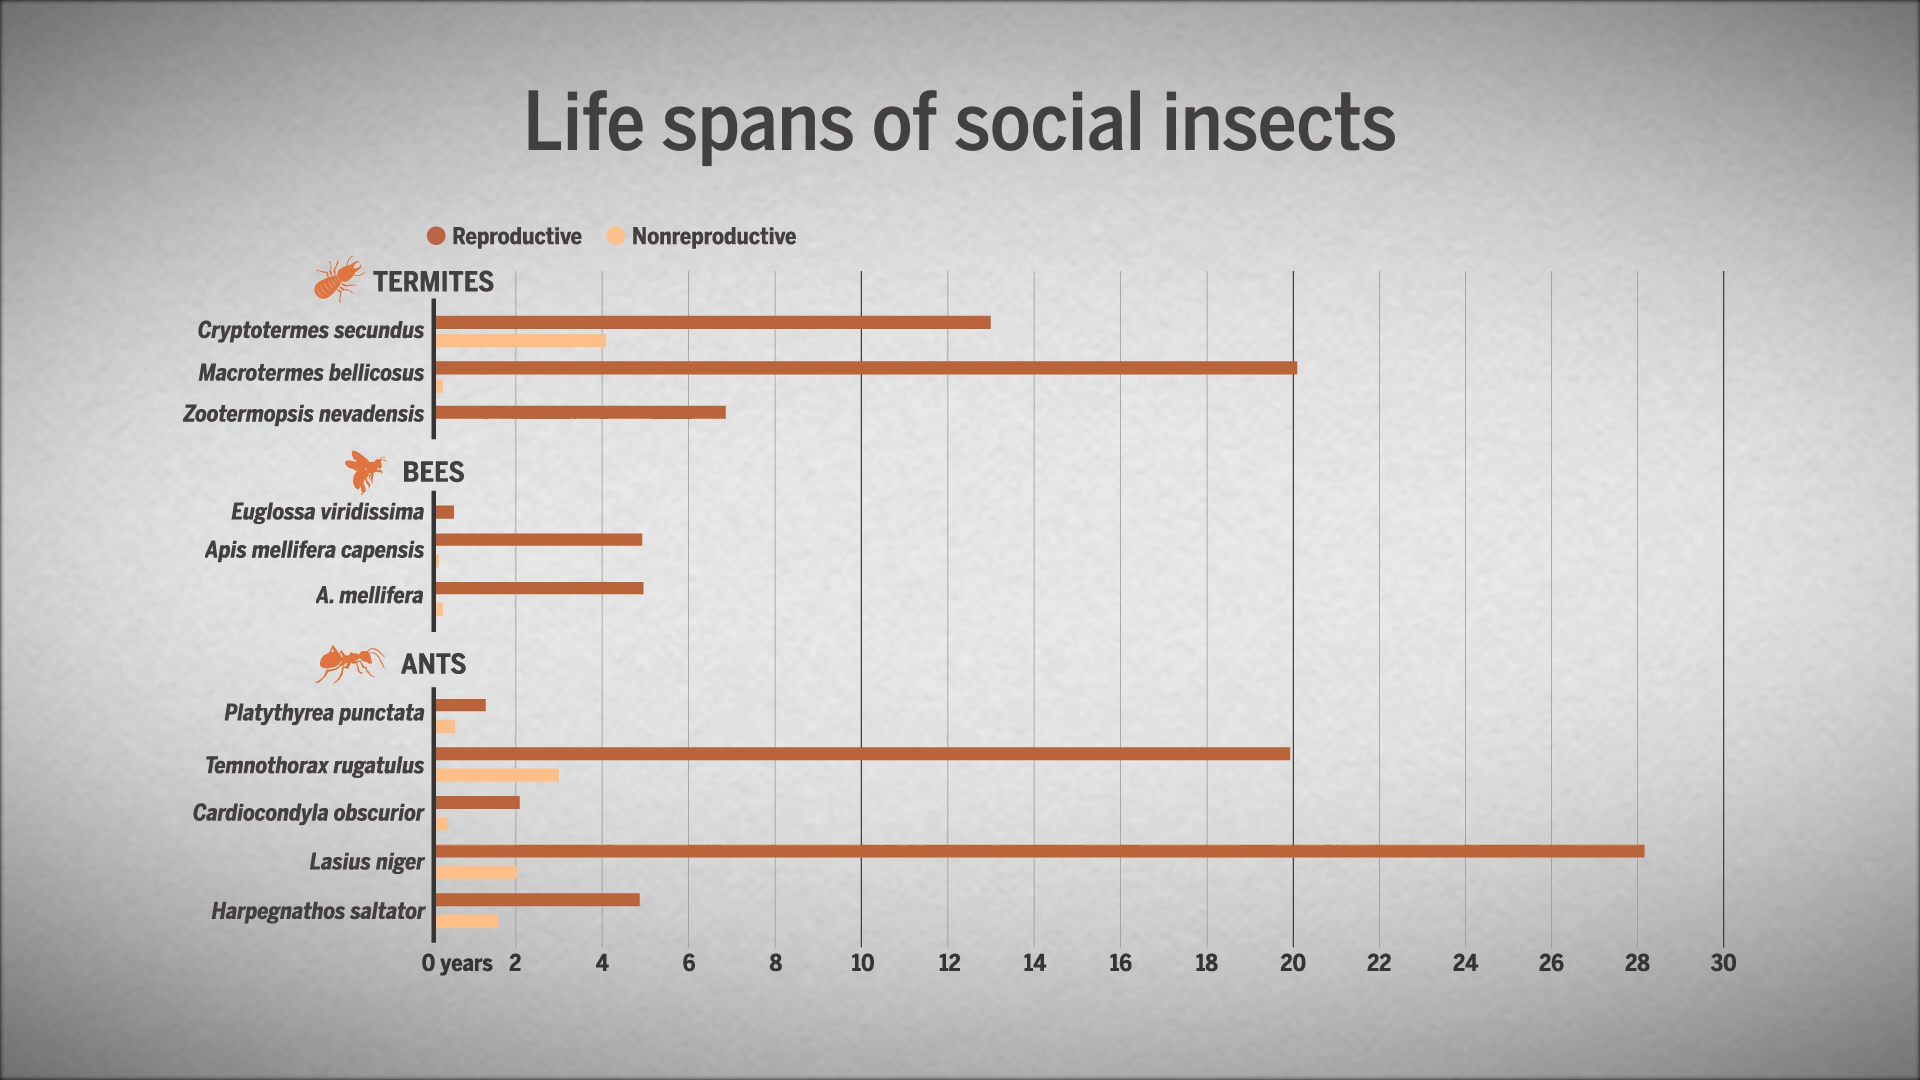 Life spans of social insects
Reproductive Nonreproductive
TERMITES
Cryptotermes secundus
Macrotermes bellicosus
Zootermopsis nevadensis
BEES
Euglossa viridissima
Apis mellifera capensis
A. mellifera
ANTS
Platythyrea punctata
Temnothorax rugatulus
Cardiocondyla obscurior
Lasius niger
Harpegnathos saltator
0 years 2 4 6 8 10 12 14 16 18 20 22 24 26 28 30